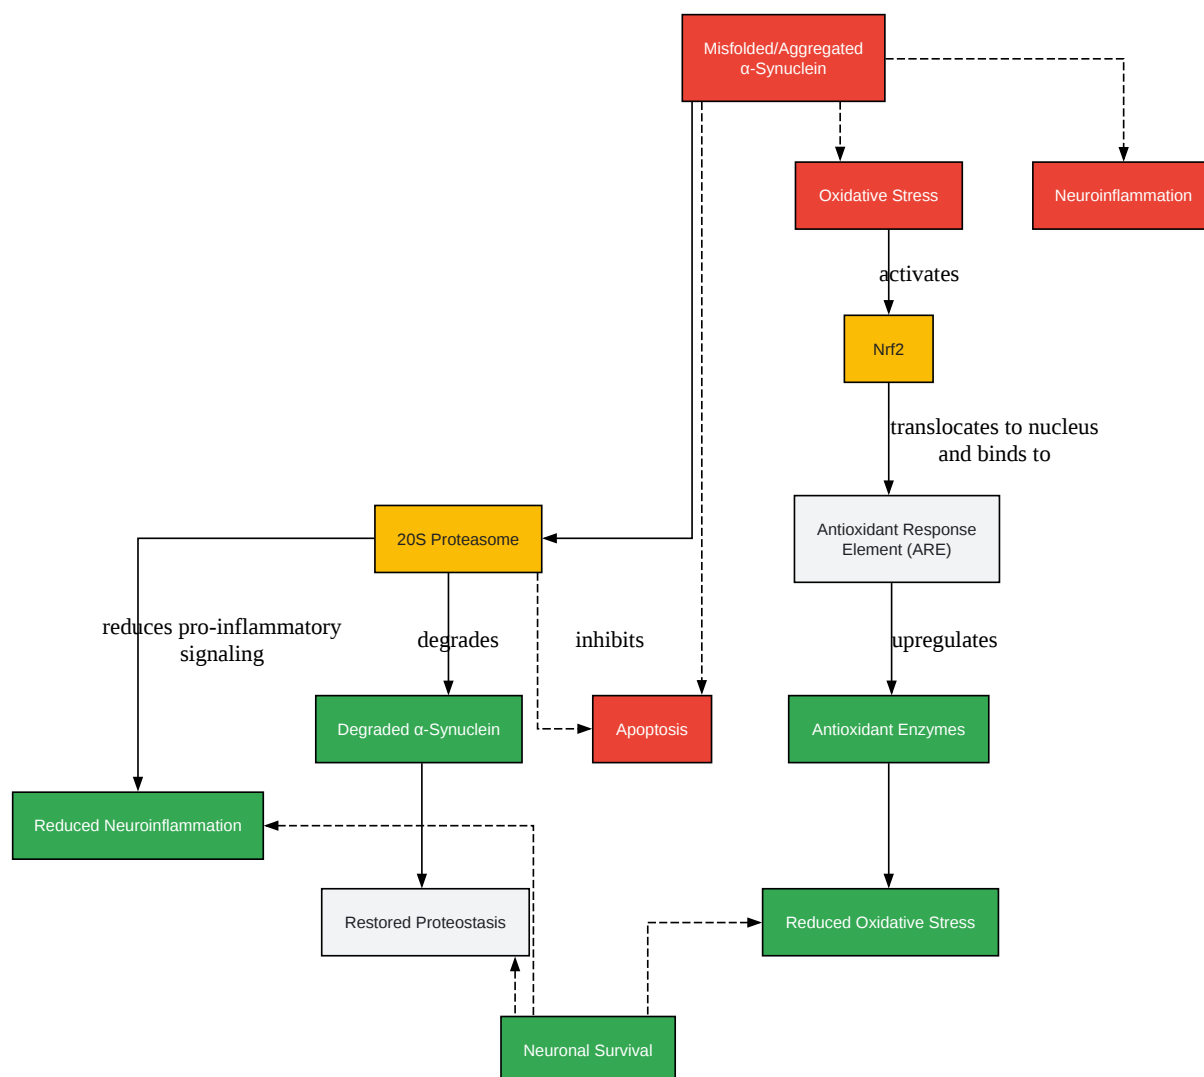 Misfolded/Aggregated
α-Synuclein
Oxidative Stress
Neuroinflammation
activates
Nrf2
translocates to nucleus
and binds to
20S Proteasome
Antioxidant Response
Element (ARE)
reduces pro-inflammatory
signaling
degrades
inhibits
upregulates
Degraded α-Synuclein
Apoptosis
Antioxidant Enzymes
Reduced Neuroinflammation
Restored Proteostasis
Reduced Oxidative Stress
Neuronal Survival